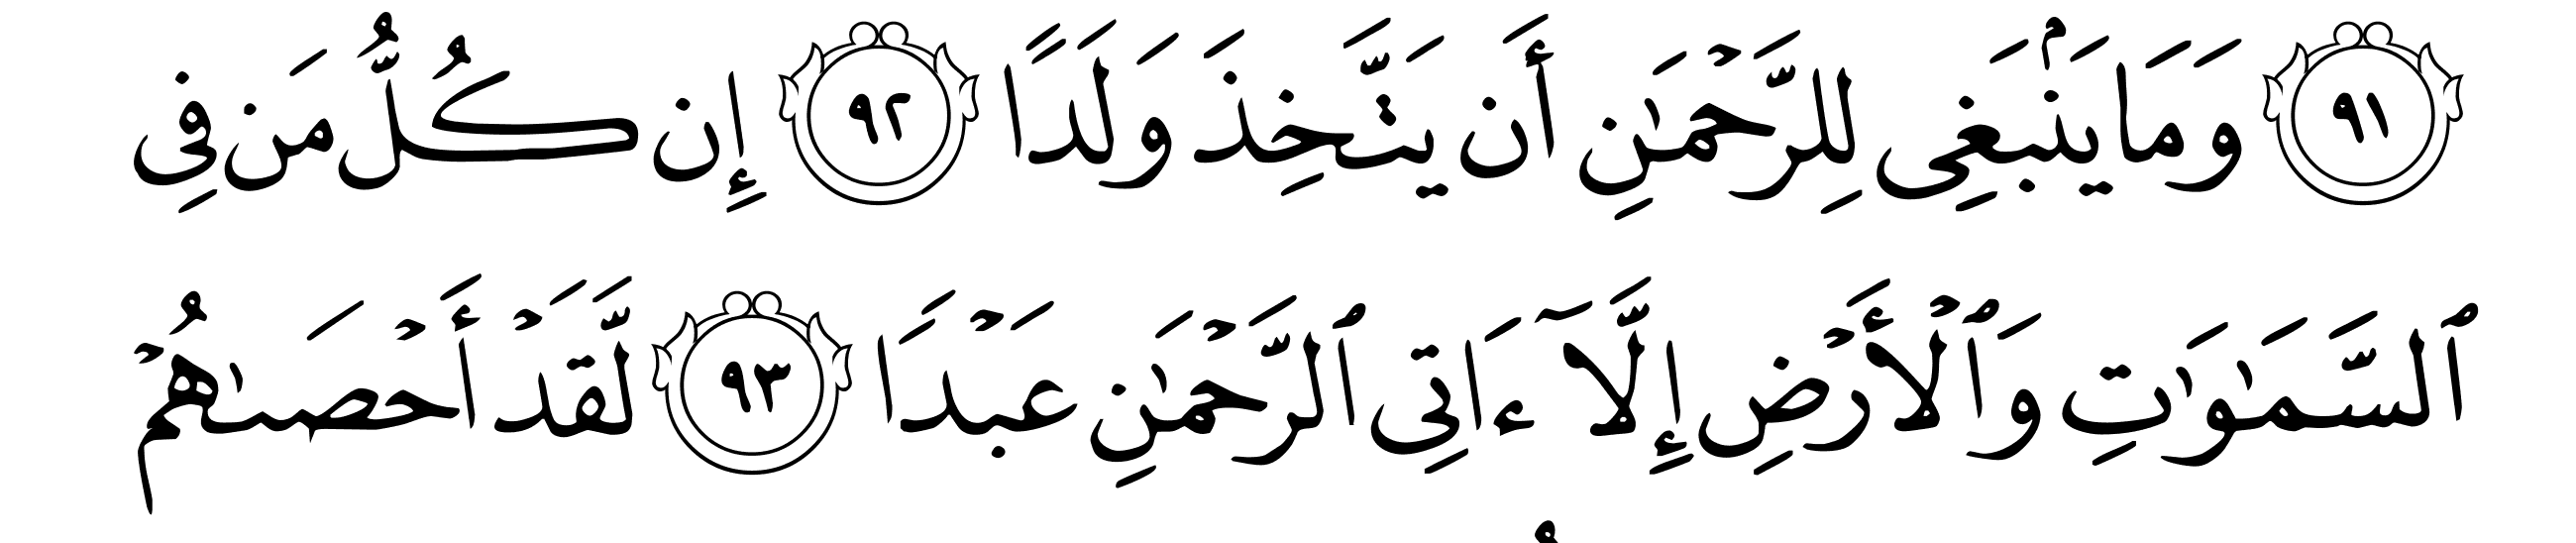 ٩١ وَمَا يَنۢبَغِى لِلرَّحۡمَـٰنِ أَن يَتَّخِذَ وَلَدًا ٩٢ إِن كُلُّ مَن فِى
ٱلسَّمَـٰوَٰتِ وَٱلۡأَرۡضِ إِلَّآ ءَاتِى ٱلرَّحۡمَـٰنِ عَبۡدًا ٩٣ لَّقَدۡ أَحۡصَىٰهُمۡ